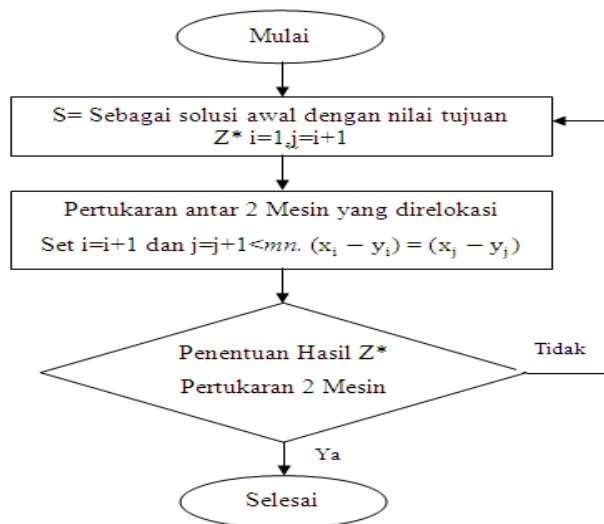 Mulai
S= Sebagai solusi awal dengan nilai tujuan
Z* i=1,j=i+1
Pertukaran antar 2 Mesin yang direlokasi
Set i=i+1 dan j=j+1<mn. (xᵢ − yᵢ) = (xⱼ − yⱼ)
Penentuan Hasil Z*
Pertukaran 2 Mesin
Tidak
Ya
Selesai